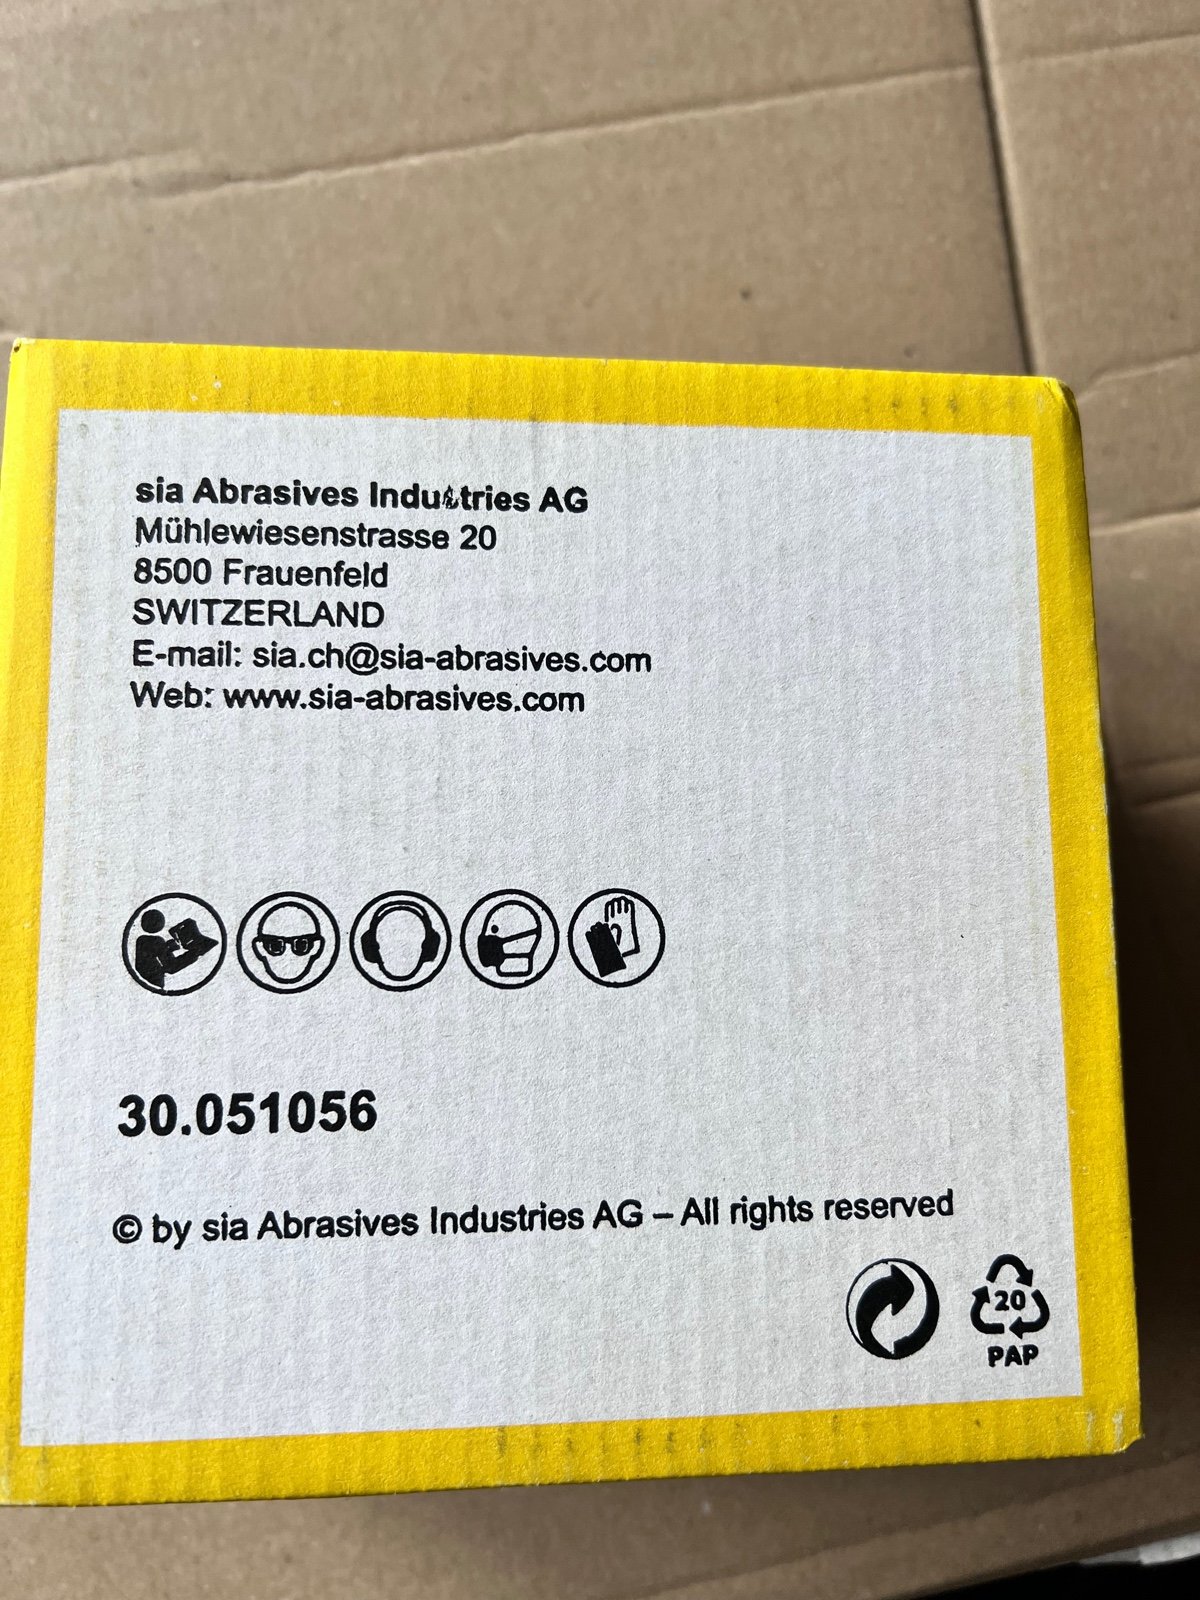 sia Abrasives Industries AG
Mühlewiesenstrasse 20
8500 Frauenfeld
SWITZERLAND
E-mail: sia.ch@sia-abrasives.com
Web: www.sia-abrasives.com
30.051056
© by sia Abrasives Industries AG – All rights reserved
20
PAP